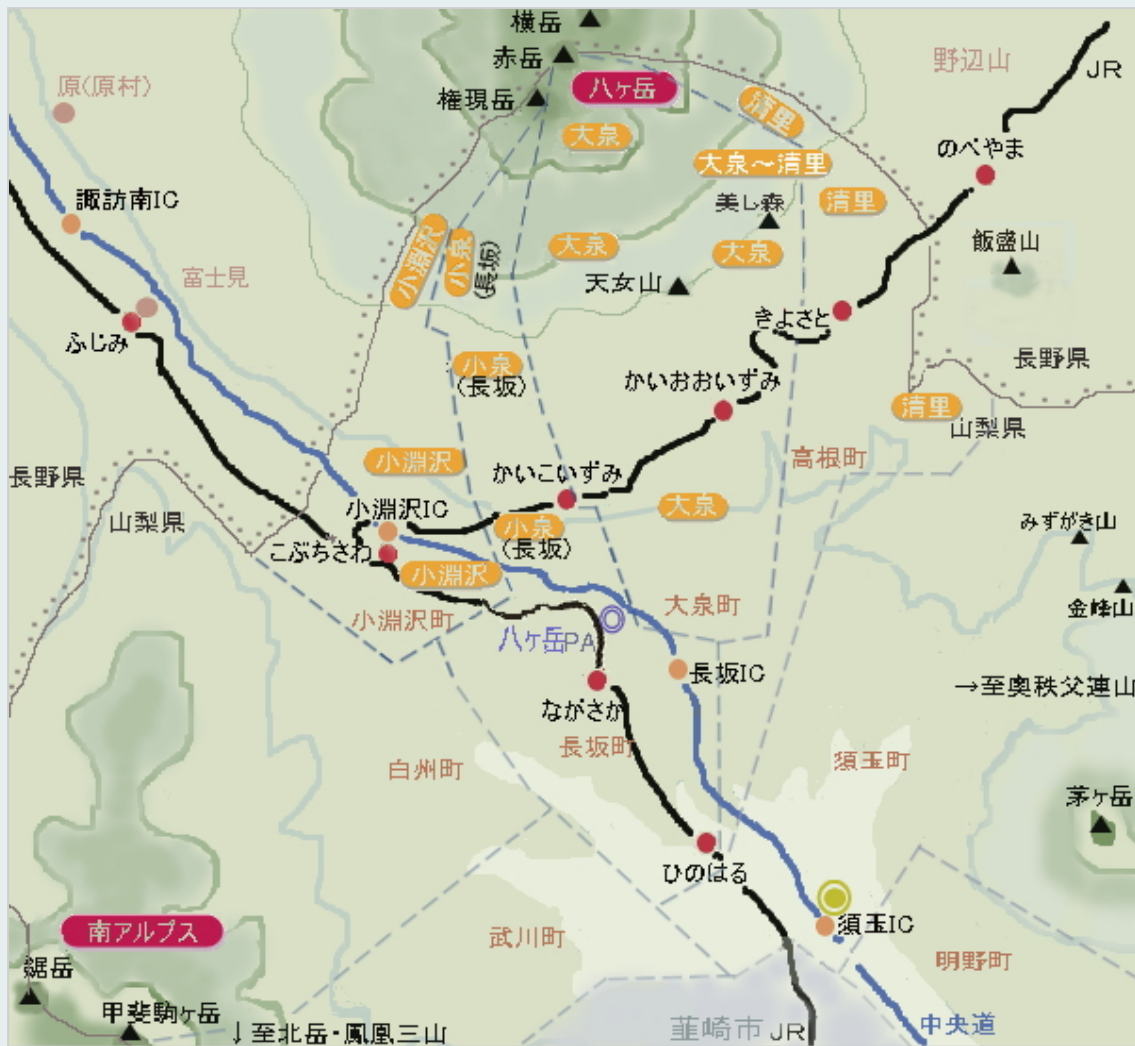 横岳
赤岳
八ヶ岳
権現岳
原(原村)
野辺山
JR
清里
大泉
大泉～清里
のべやま
清里
美し森
諏訪南IC
小淵沢
小泉
(長坂)
大泉
大泉
飯盛山
富士見
天女山
きよさと
ふじみ
小泉
(長坂)
かいおおいずみ
長野県
清里
山梨県
長野県
小淵沢
かいこいずみ
高根町
山梨県
小淵沢IC
小泉
(長坂)
大泉
みずがき山
こぶちさわ
小淵沢
小淵沢町
大泉町
金峰山
八ヶ岳PA
長坂IC
→至奥秩父連山
ながさか
長坂町
白州町
須玉町
茅ヶ岳
ひのはる
南アルプス
武川町
須玉IC
明野町
鋸岳
甲斐駒ヶ岳
↓至北岳・鳳凰三山
韮崎市
JR
中央道